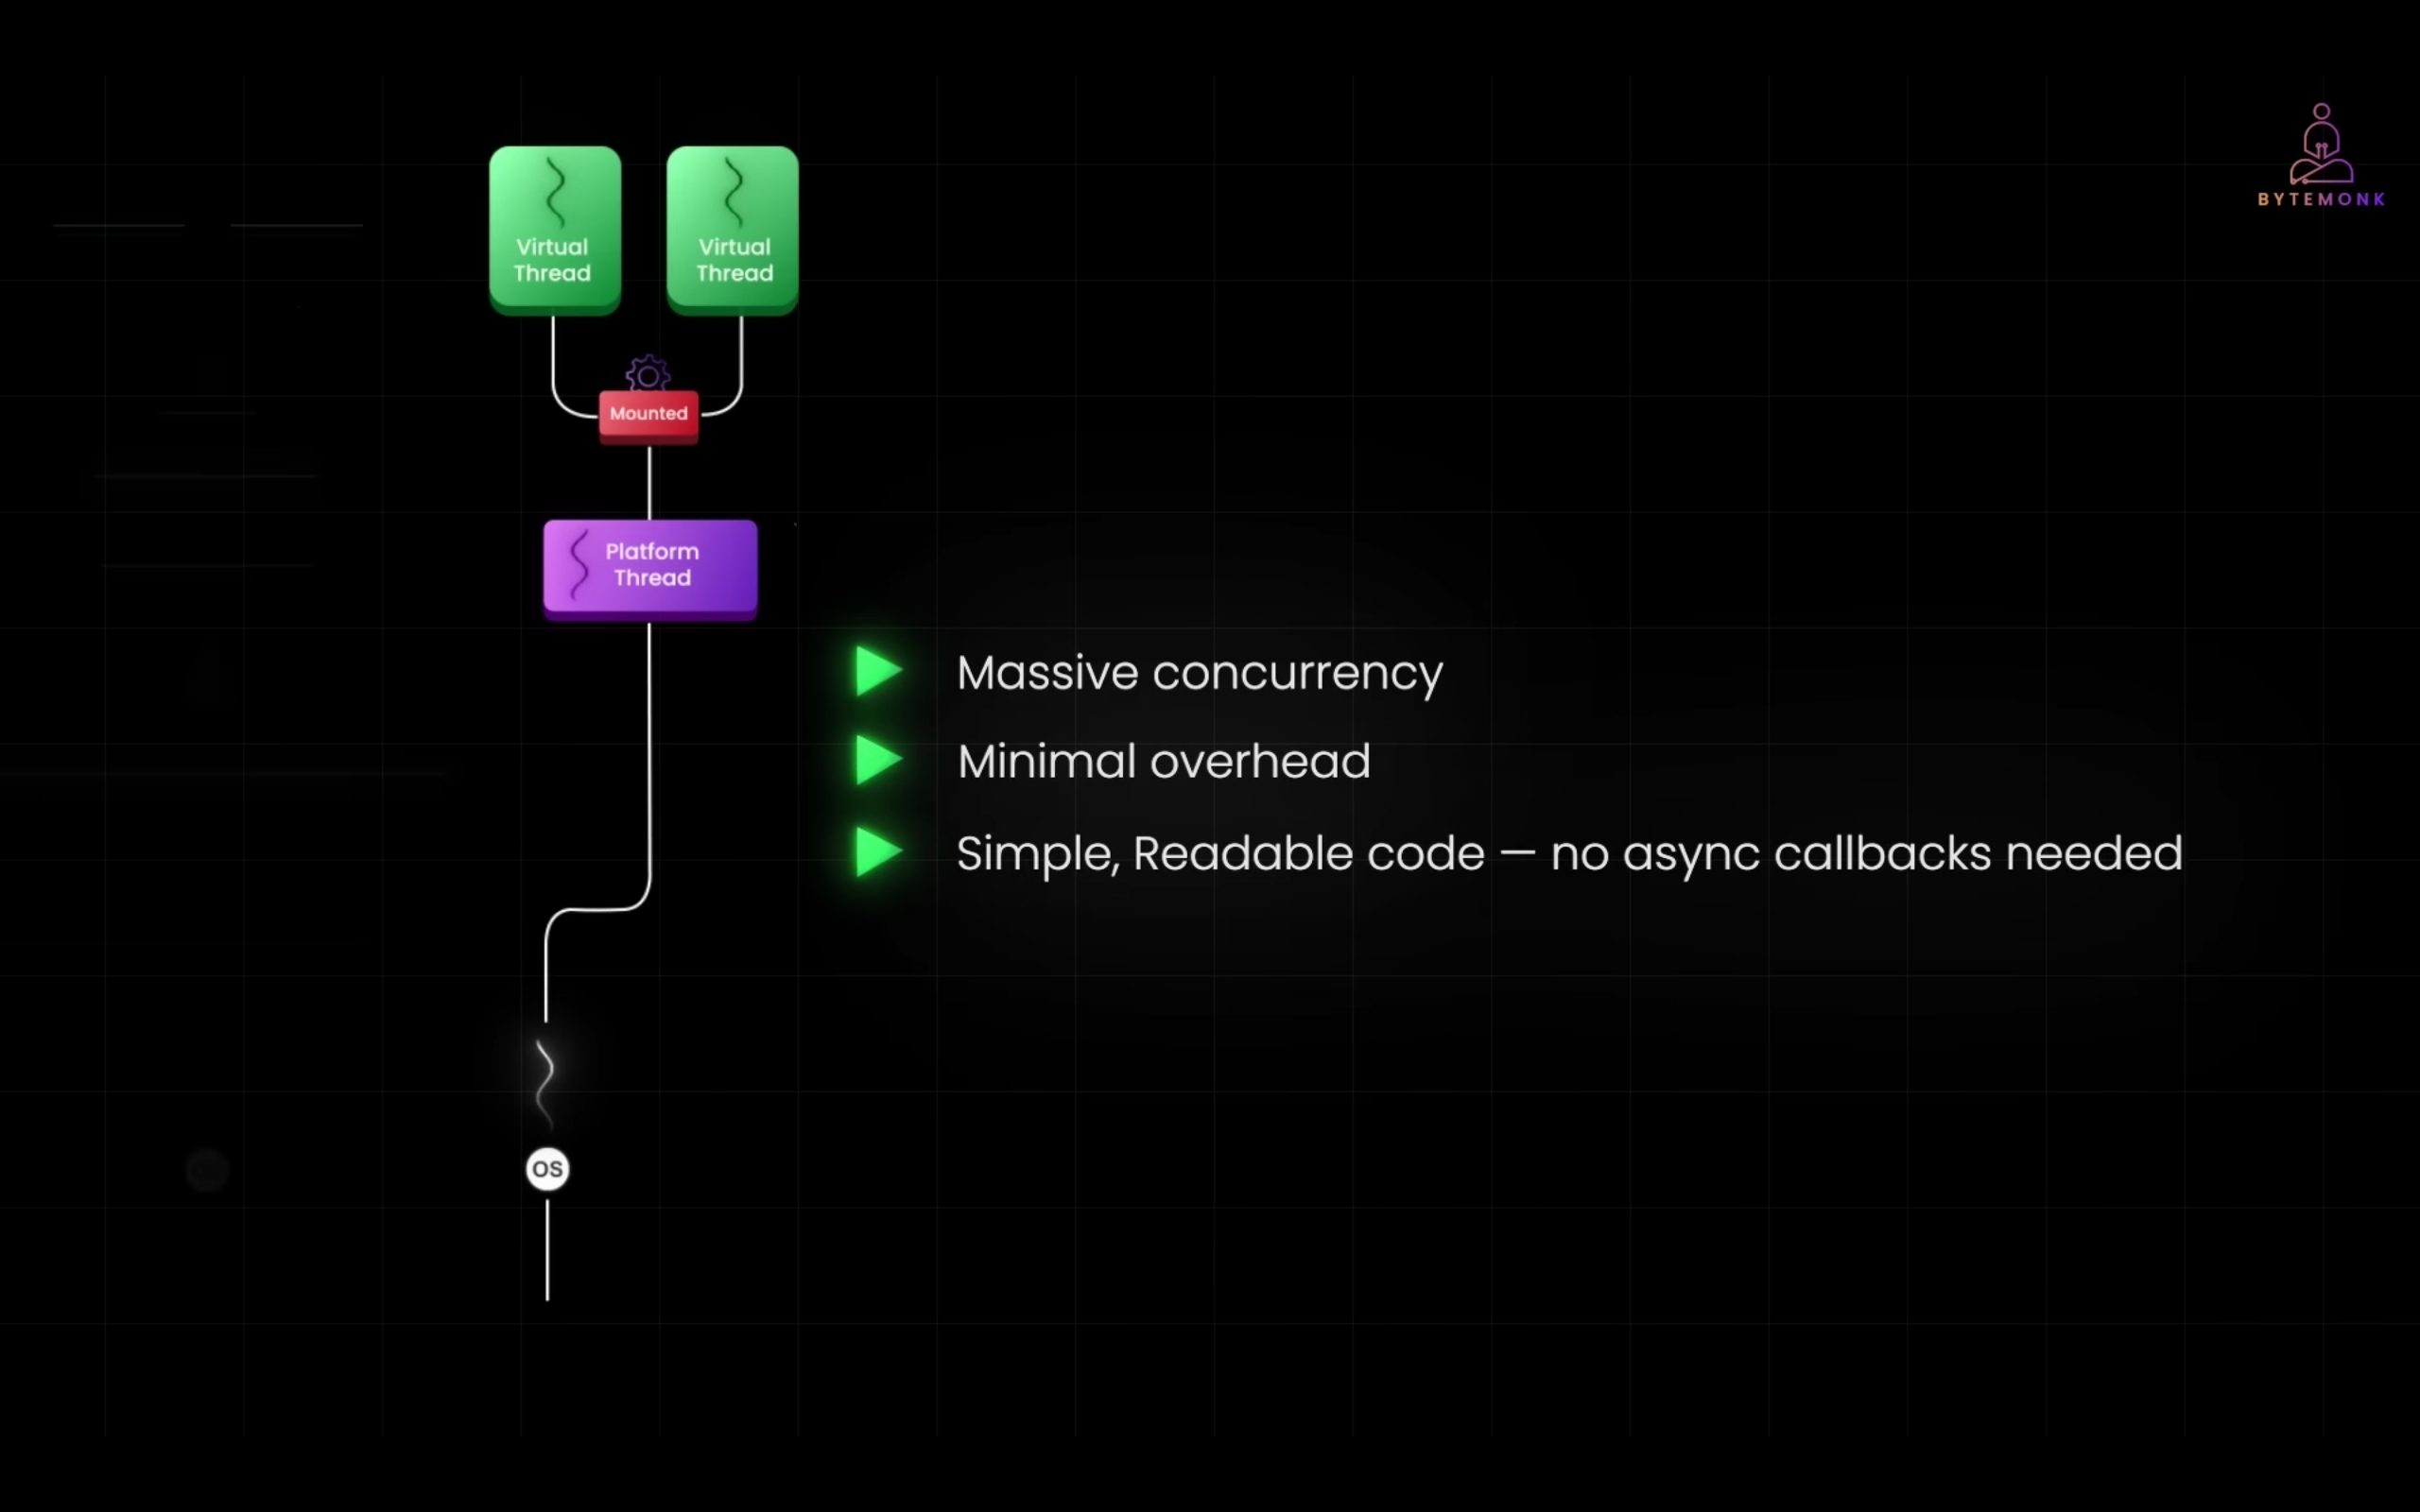 BYTEMONK
Virtual
Thread
Virtual
Thread
Mounted
Platform
Thread
Massive concurrency
Minimal overhead
Simple, Readable code — no async callbacks needed
OS